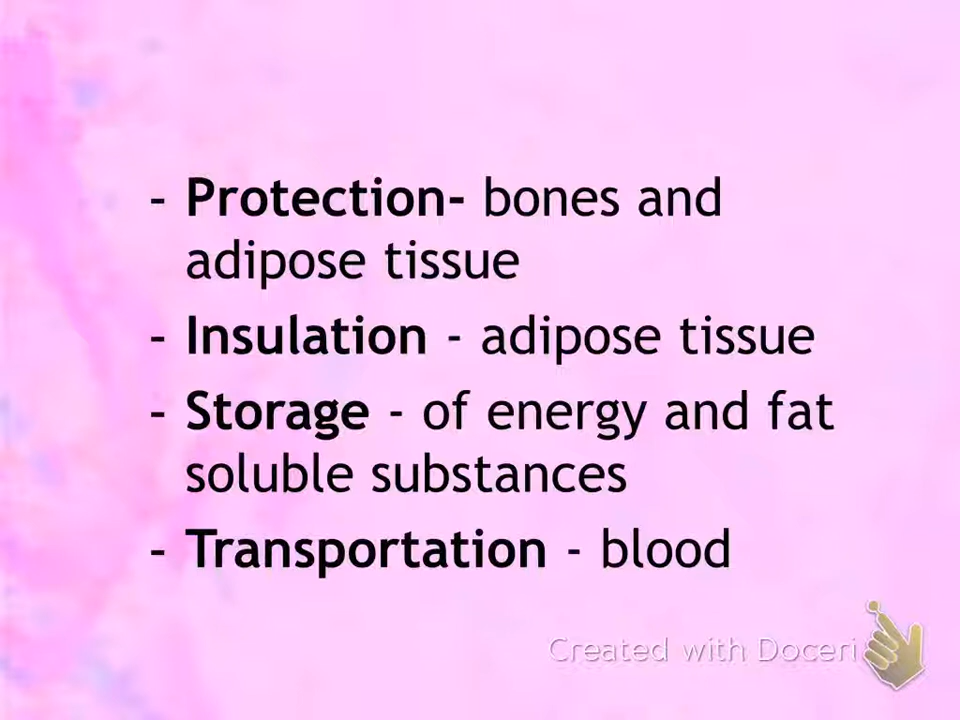 - Protection- bones and
adipose tissue
- Insulation - adipose tissue
- Storage - of energy and fat
soluble substances
- Transportation - blood
Created with Doceri